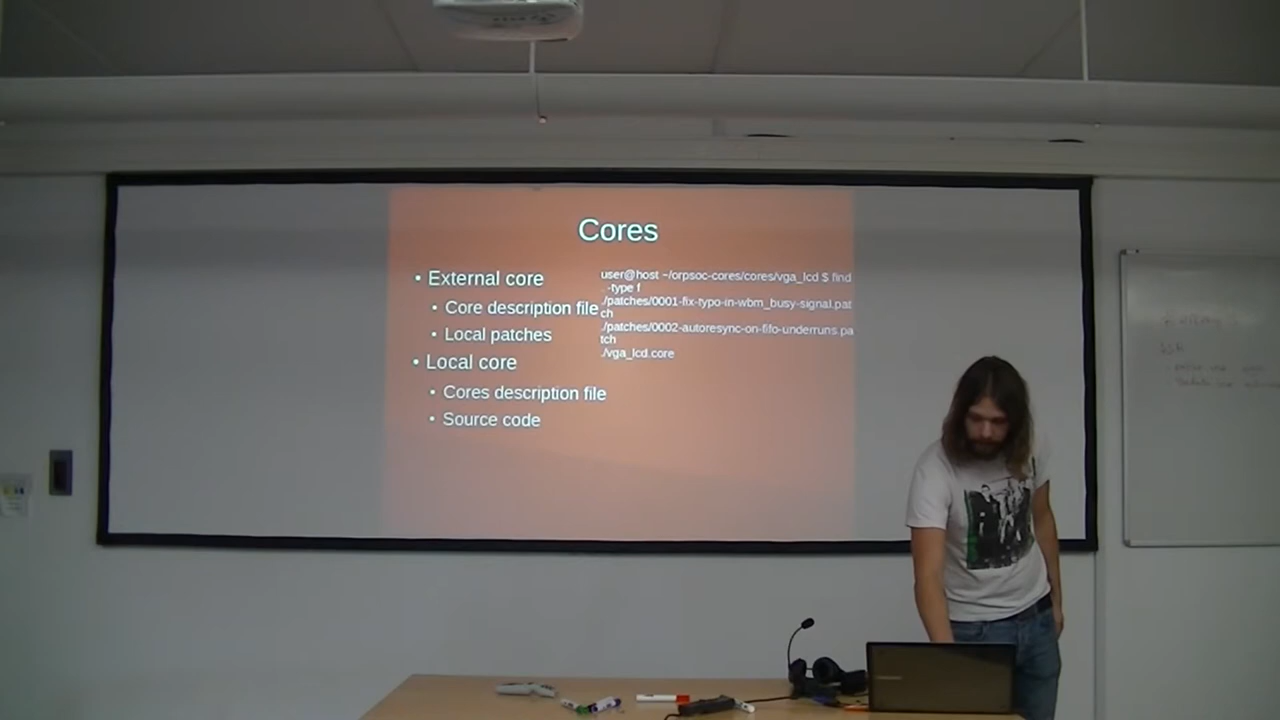 Cores
• External core
• Core description file
• Local patches
• Local core
• Cores description file
• Source code
user@host ~/orpsoc-cores/cores/vga_lcd $ find
. -type f
./patches/0001-fix-typo-in-wbm_busy-signal.pat
ch
./patches/0002-autoresync-on-fifo-underruns.pa
tch
./vga_lcd.core